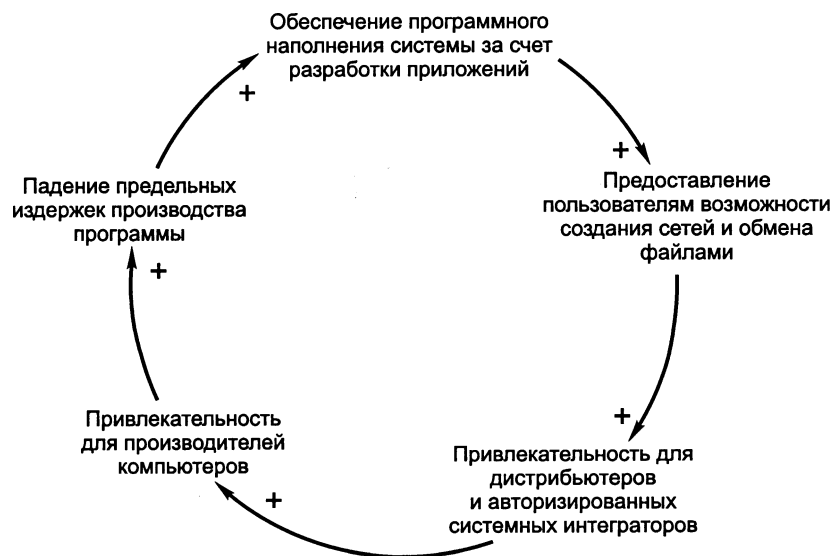 Обеспечение программного
наполнения системы за счет
разработки приложений
+
+
Предоставление
пользователям возможности
создания сетей и обмена
файлами
+
Привлекательность для
дистрибьютеров
и авторизированных
системных интеграторов
+
Привлекательность
для производителей
компьютеров
+
Падение предельных
издержек производства
программы